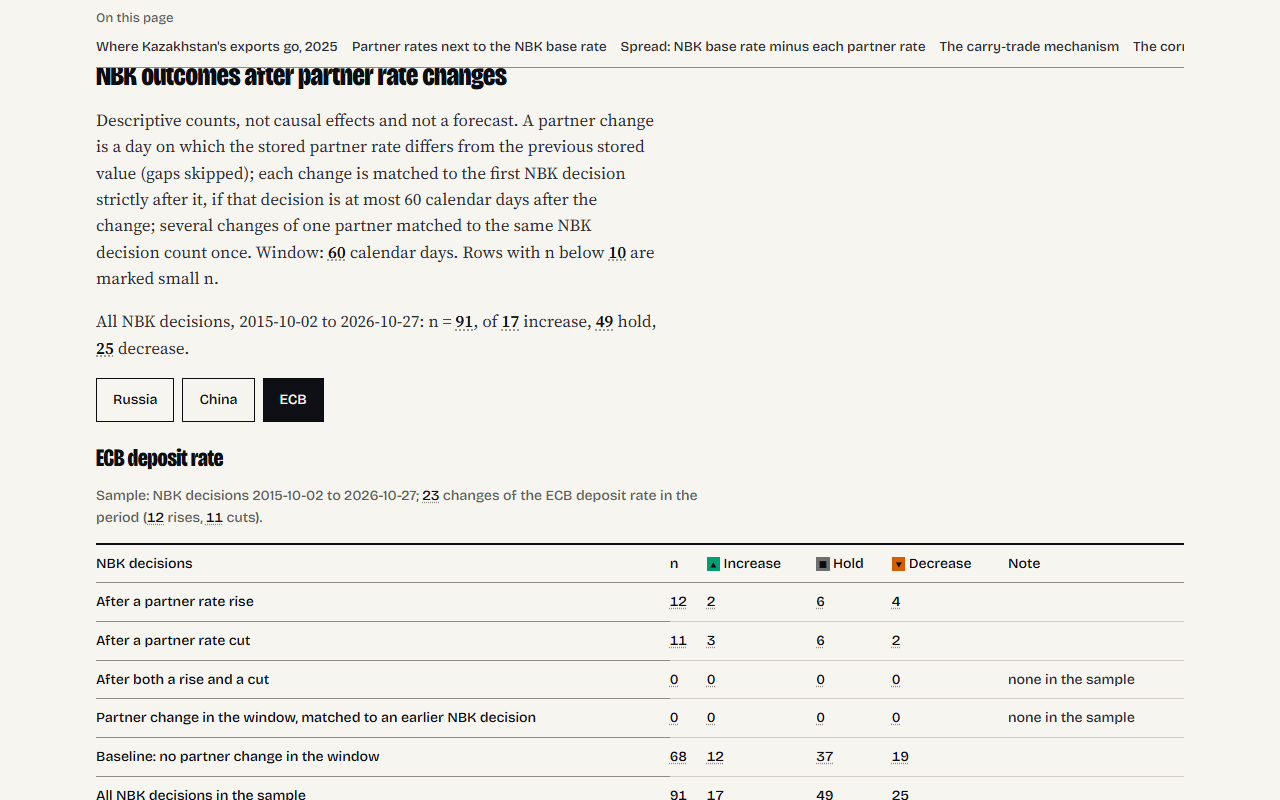 On this page
Where Kazakhstan's exports go, 2025 Partner rates next to the NBK base rate Spread: NBK base rate minus each partner rate The carry-trade mechanism The corr
NBK outcomes after partner rate changes
Descriptive counts, not causal effects and not a forecast. A partner change
is a day on which the stored partner rate differs from the previous stored
value (gaps skipped); each change is matched to the first NBK decision
strictly after it, if that decision is at most 60 calendar days after the
change; several changes of one partner matched to the same NBK
decision count once. Window: 60 calendar days. Rows with n below 10 are
marked small n.
All NBK decisions, 2015-10-02 to 2026-10-27: n = 91, of 17 increase, 49 hold,
25 decrease.
Russia China ECB
ECB deposit rate
Sample: NBK decisions 2015-10-02 to 2026-10-27; 23 changes of the ECB deposit rate in the
period (12 rises, 11 cuts).
NBK decisions n ▲ Increase ■ Hold ▼ Decrease Note
After a partner rate rise 12 2 6 4
After a partner rate cut 11 3 6 2
After both a rise and a cut 0 0 0 0 none in the sample
Partner change in the window, matched to an earlier NBK decision 0 0 0 0 none in the sample
Baseline: no partner change in the window 68 12 37 19
All NBK decisions in the sample 91 17 49 25